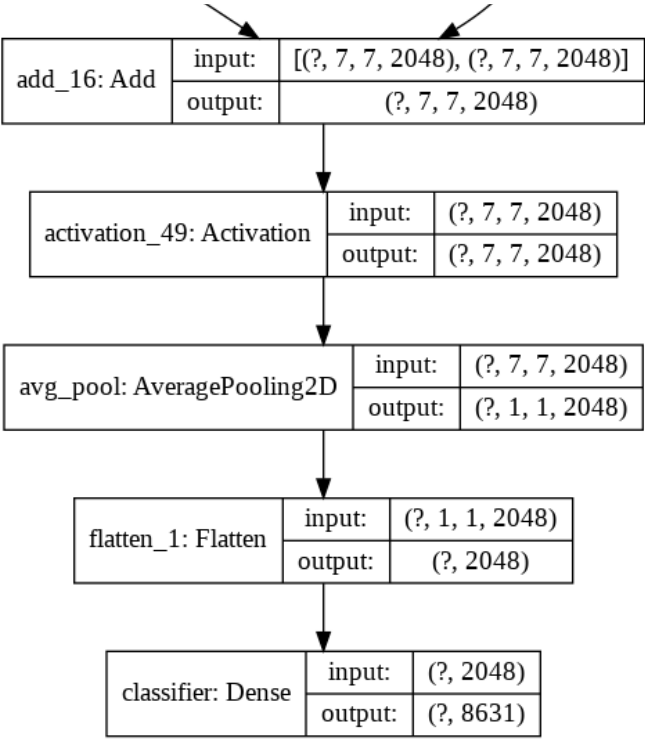 add_16: Add
input:
[(?, 7, 7, 2048), (?, 7, 7, 2048)]
output:
(?, 7, 7, 2048)
activation_49: Activation
input:
(?, 7, 7, 2048)
output:
(?, 7, 7, 2048)
avg_pool: AveragePooling2D
input:
(?, 7, 7, 2048)
output:
(?, 1, 1, 2048)
flatten_1: Flatten
input:
(?, 1, 1, 2048)
output:
(?, 2048)
classifier: Dense
input:
(?, 2048)
output:
(?, 8631)